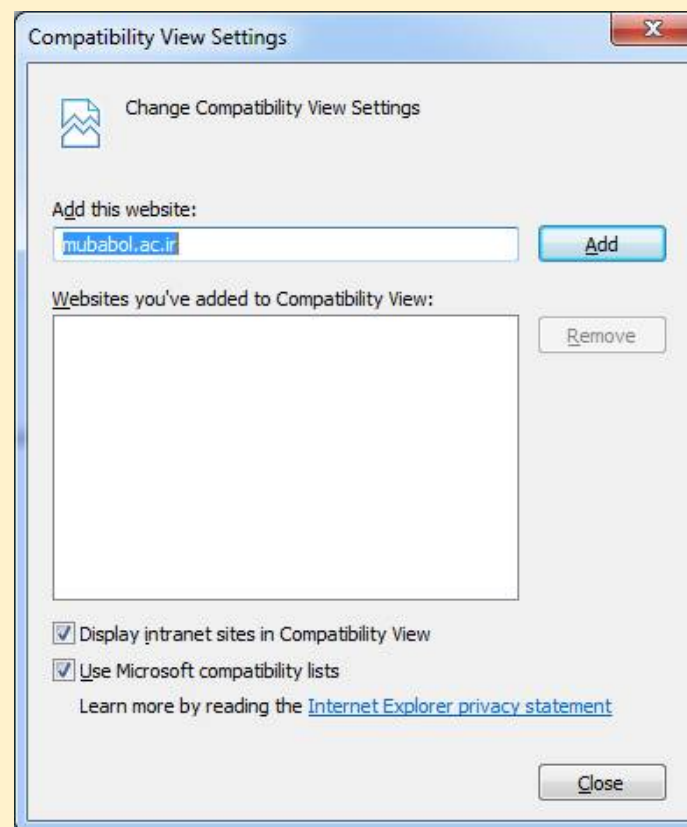 Compatibility View Settings
Change Compatibility View Settings
Add this website:
mubabol.ac.ir
Add
Websites you've added to Compatibility View:
Remove
Display intranet sites in Compatibility View
Use Microsoft compatibility lists
Learn more by reading the Internet Explorer privacy statement
Close